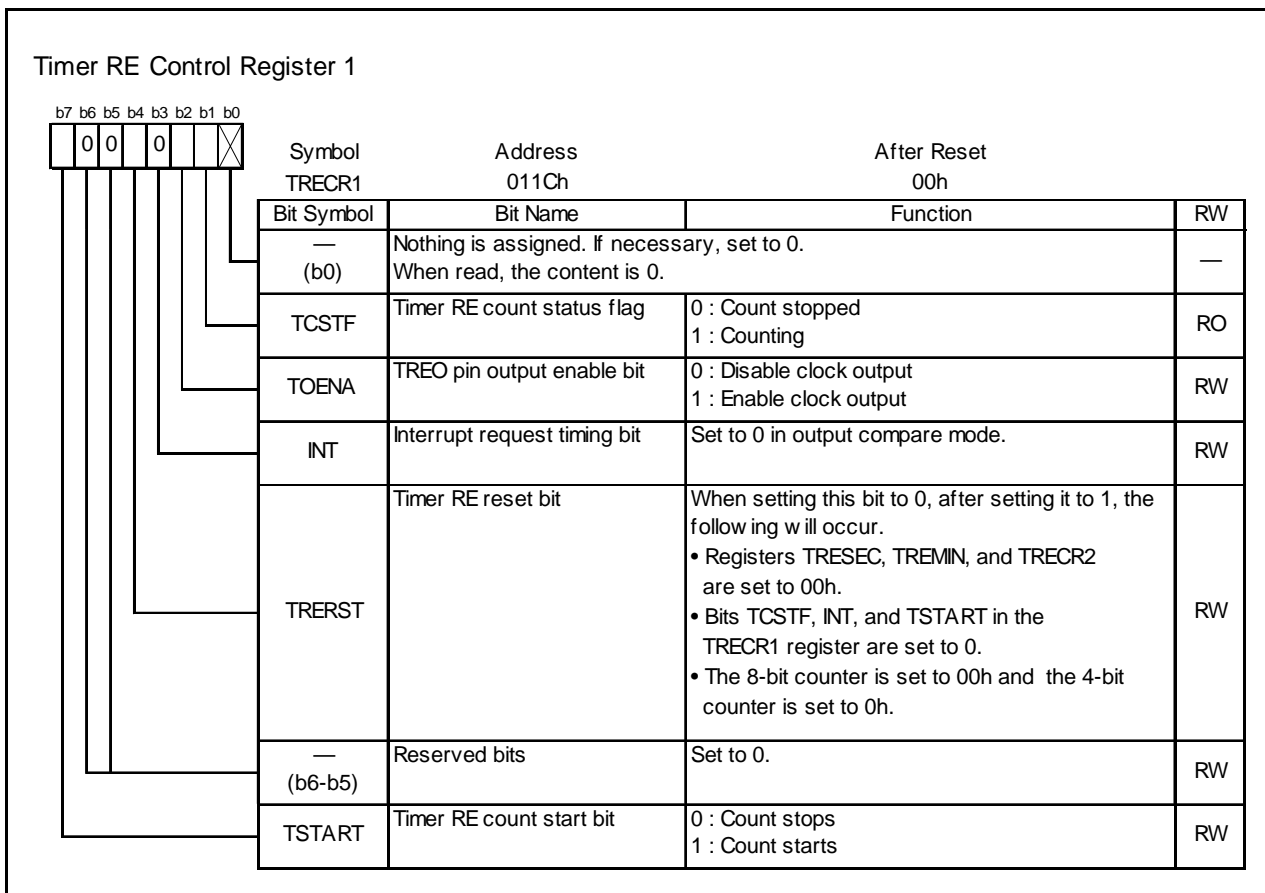 Timer RE Control Register 1
b7 b6 b5 b4 b3 b2 b1 b0
0 0 0
Symbol Address After Reset
TRECR1 011Ch 00h
Bit Symbol Bit Name Function RW
— (b0) Nothing is assigned. If necessary, set to 0.
When read, the content is 0. —
TCSTF Timer RE count status flag 0 : Count stopped
1 : Counting RO
TOENA TREO pin output enable bit 0 : Disable clock output
1 : Enable clock output RW
INT Interrupt request timing bit Set to 0 in output compare mode. RW
TRERST Timer RE reset bit When setting this bit to 0, after setting it to 1, the
following will occur.
• Registers TRESEC, TREMIN, and TRECR2
are set to 00h.
• Bits TCSTF, INT, and TSTART in the
TRECR1 register are set to 0.
• The 8-bit counter is set to 00h and the 4-bit
counter is set to 0h. RW
— (b6-b5) Reserved bits Set to 0. RW
TSTART Timer RE count start bit 0 : Count stops
1 : Count starts RW